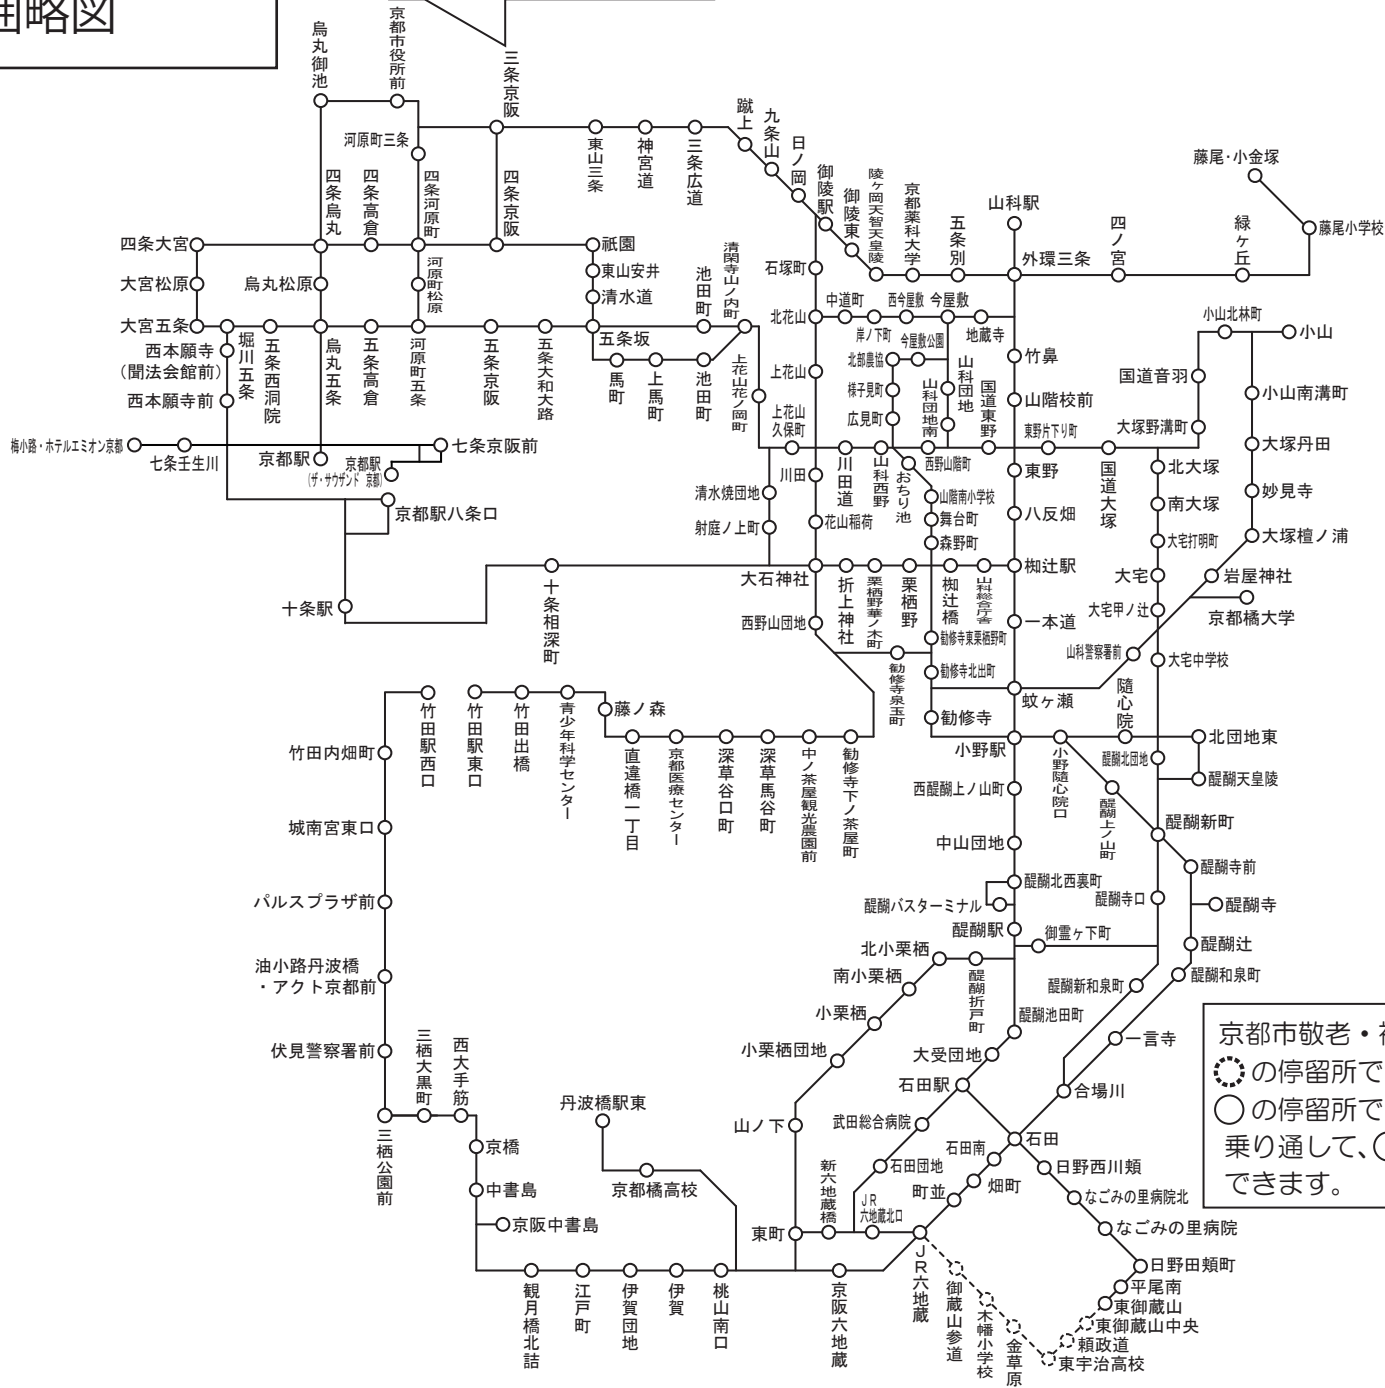 囲略図
烏丸御池
京都市役所前
三条京阪
河原町三条
東山三条
神宮道
三条広道
蹴上
九条山
日ノ岡
御陵駅
御陵東
陵ヶ岡天智天皇陵
京都薬科大学
五条別
山科駅
外環三条
四ノ宮
緑ヶ丘
藤尾・小金塚
藤尾小学校
四条大宮
四条烏丸
四条高倉
四条河原町
四条京阪
祇園
大宮松原
烏丸松原
河原町松原
東山安井
清水道
大宮五条
堀川五条
五条西洞院
烏丸五条
五条高倉
河原町五条
五条京阪
五条大和大路
五条坂
池田町
清閑寺山ノ内町
馬町
上馬町
池田町
上花山花ノ岡町
西本願寺
（聞法会館前）
西本願寺前
梅小路・ホテルエミオン京都
七条壬生川
京都駅
京都駅
(ザ・サウザンド 京都)
七条京阪前
京都駅八条口
十条駅
十条相深町
石塚町
北花山
中道町
岸ノ下町
西今屋敷
今屋敷
地蔵寺
今屋敷公園
北部農協
様子見町
広見町
山科団地
山科団地南
国道東野
上花山
上花山
久保町
川田
川田道
山科西野
おちり池
西野山階町
竹鼻
山階校前
東野片下り町
東野
八反畑
国道大塚
大塚野溝町
国道音羽
小山北林町
小山
小山南溝町
大塚丹田
妙見寺
大塚檀ノ浦
北大塚
南大塚
大宅打明町
大宅
大宅甲ノ辻
大宅中学校
岩屋神社
京都橘大学
山科警察署前
清水焼団地
射庭ノ上町
花山稲荷
大石神社
折上神社
栗栖野華ノ木町
栗栖野
椥辻橋
山科総合庁舎
椥辻駅
山階南小学校
舞台町
森野町
西野山団地
勧修寺泉玉町
勧修寺東栗栖野町
勧修寺北出町
勧修寺
一本道
蚊ヶ瀬
小野駅
小野隨心院口
隨心院
北団地東
醍醐天皇陵
醍醐北団地
醍醐上ノ山町
醍醐新町
醍醐寺前
醍醐寺
醍醐寺口
醍醐辻
醍醐和泉町
醍醐新和泉町
一言寺
合場川
竹田駅西口
竹田駅東口
竹田出橋
青少年科学センター
藤ノ森
直違橋一丁目
京都医療センター
深草谷口町
深草馬谷町
中ノ茶屋観光農園前
勧修寺下ノ茶屋町
竹田内畑町
城南宮東口
パルスプラザ前
油小路丹波橋
・アクト京都前
伏見警察署前
三栖公園前
三栖大黒町
西大手筋
京橋
中書島
京阪中書島
観月橋北詰
江戸町
伊賀団地
伊賀
桃山南口
丹波橋駅東
京都橘高校
西醍醐上ノ山町
中山団地
醍醐北西裏町
醍醐バスターミナル
醍醐駅
御霊ヶ下町
北小栗栖
醍醐折戸町
南小栗栖
小栗栖
小栗栖団地
山ノ下
東町
新六地蔵橋
JR
六地蔵北口
京阪六地蔵
JR六地蔵
醍醐池田町
大受団地
石田駅
武田総合病院
石田団地
石田
石田南
畑町
町並
日野西川頬
なごみの里病院北
なごみの里病院
日野田頬町
平尾南
東御蔵山
東御蔵山中央
頼政道
東宇治高校
金草原
木幡小学校
御蔵山参道
京都市敬老・福
の停留所で
の停留所で
乗り通して、
できます。